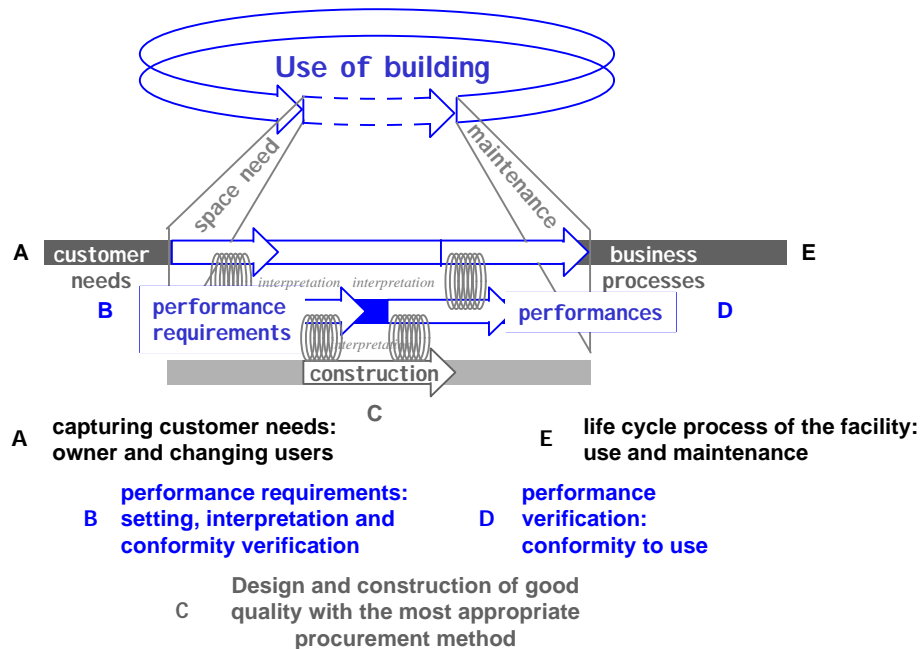 Use of building
space need
maintenance
A
customer
business
E
needs
processes
interpretation
interpretation
B
performance
requirements
performances
D
interpretation
construction
C
A
capturing customer needs:
owner and changing users
E
life cycle process of the facility:
use and maintenance
B
performance requirements:
setting, interpretation and
conformity verification
D
performance
verification:
conformity to use
C
Design and construction of good
quality with the most appropriate
procurement method